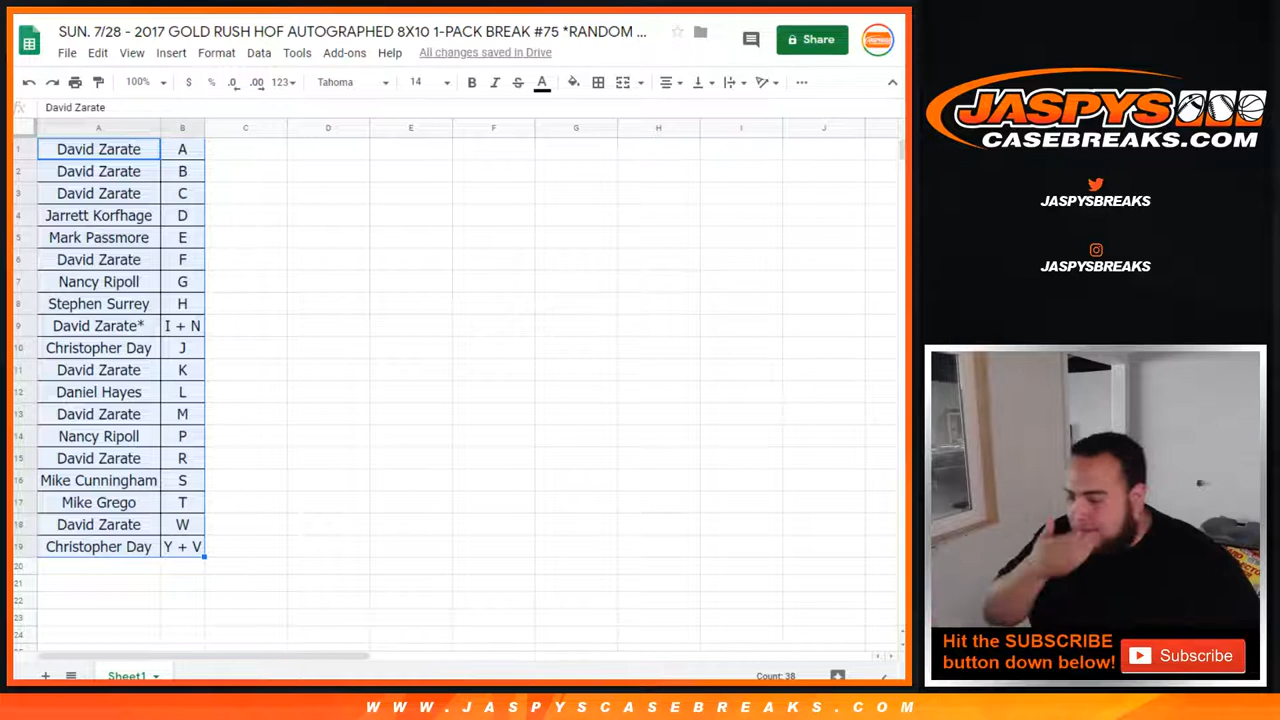 SUN. 7/28 - 2017 GOLD RUSH HOF AUTOGRAPHED 8X10 1-PACK BREAK #75 *RANDOM ...
Share
File Edit View Insert Format Data Tools Add-ons Help All changes saved in Drive
100% $ % .0 .00 123 Tahoma 14 B I S A
fx David Zarate
A B C D E F G H I J
1 David Zarate A
2 David Zarate B
3 David Zarate C
4 Jarrett Korfhage D
5 Mark Passmore E
6 David Zarate F
7 Nancy Ripoll G
8 Stephen Surrey H
9 David Zarate* I + N
10 Christopher Day J
11 David Zarate K
12 Daniel Hayes L
13 David Zarate M
14 Nancy Ripoll P
15 David Zarate R
16 Mike Cunningham S
17 Mike Grego T
18 David Zarate W
19 Christopher Day Y + V
20
21
22
23
24
Sheet1
Count: 38
JASPYS
CASEBREAKS.COM
JASPYSBREAKS
JASPYSBREAKS
Hit the SUBSCRIBE
button down below!
Subscribe
WWW.JASPYSCASEBREAKS.COM